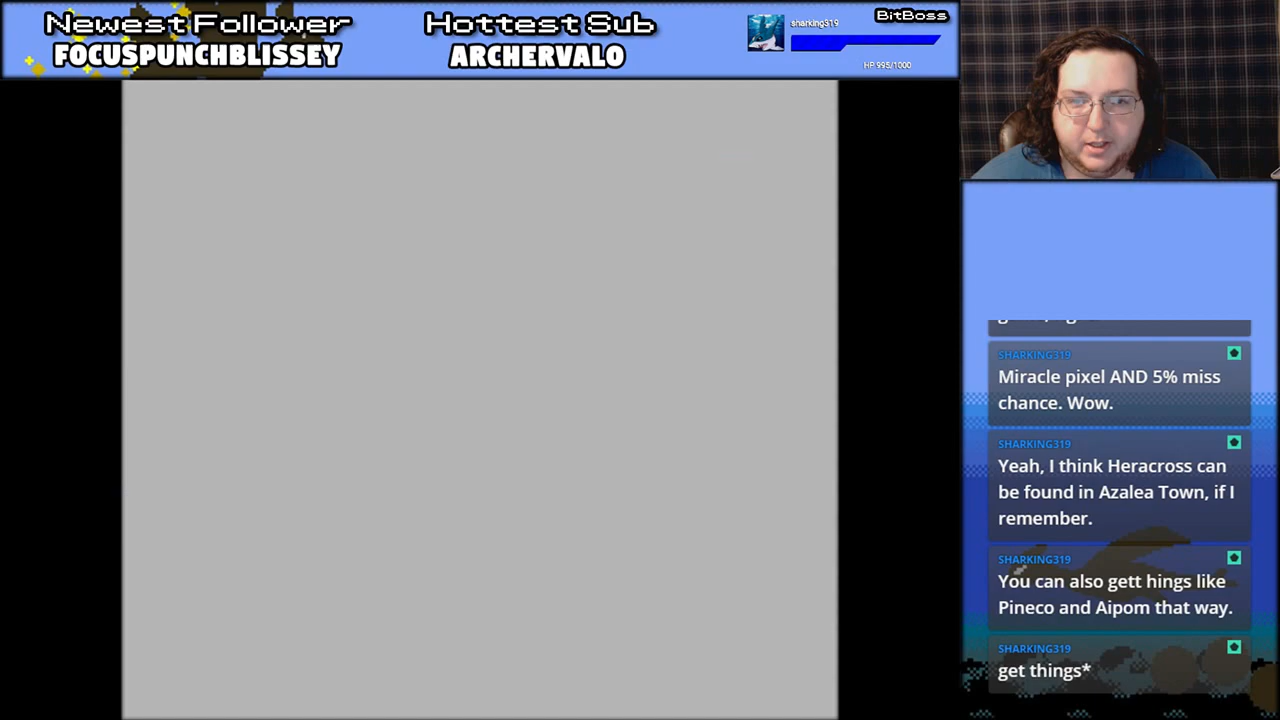 Newest Follower
FOCUSPUNCHBLISSEY
Hottest Sub
ARCHERVALO
sharking319
BitBoss
HP 995/1000
SHARKING319
Miracle pixel AND 5% miss
chance. Wow.
SHARKING319
Yeah, I think Heracross can
be found in Azalea Town, if I
remember.
SHARKING319
You can also gett hings like
Pineco and Aipom that way.
SHARKING319
get things*